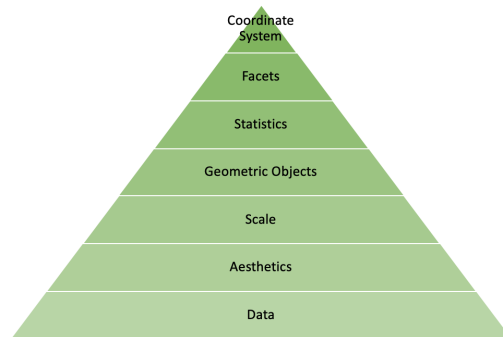 Coordinate
System
Facets
Statistics
Geometric Objects
Scale
Aesthetics
Data